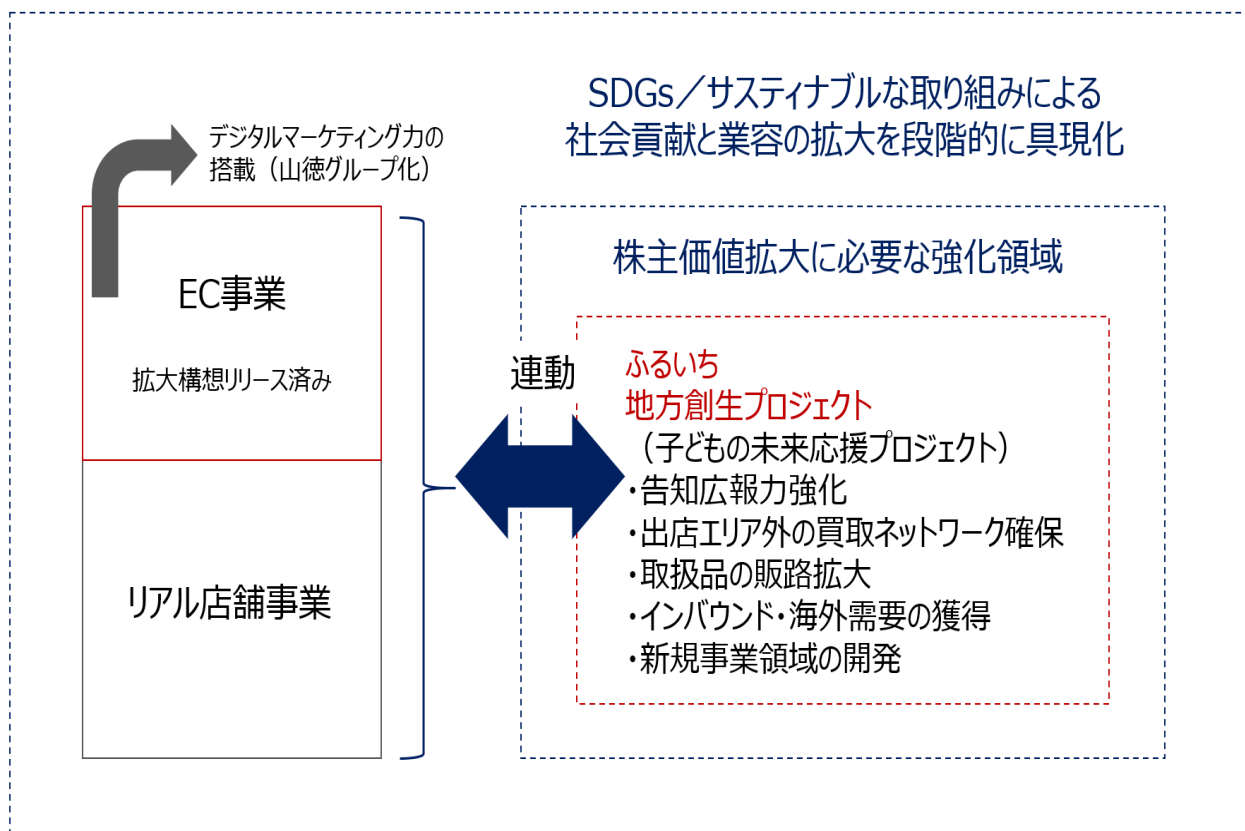 SDGs／サスティナブルな取り組みによる
社会貢献と業容の拡大を段階的に具現化
デジタルマーケティング力の
搭載（山徳グループ化）
EC事業
拡大構想リリース済み
リアル店舗事業
連動
株主価値拡大に必要な強化領域
ふるいち
地方創生プロジェクト
（子どもの未来応援プロジェクト）
・告知広報力強化
・出店エリア外の買取ネットワーク確保
・取扱品の販路拡大
・インバウンド・海外需要の獲得
・新規事業領域の開発